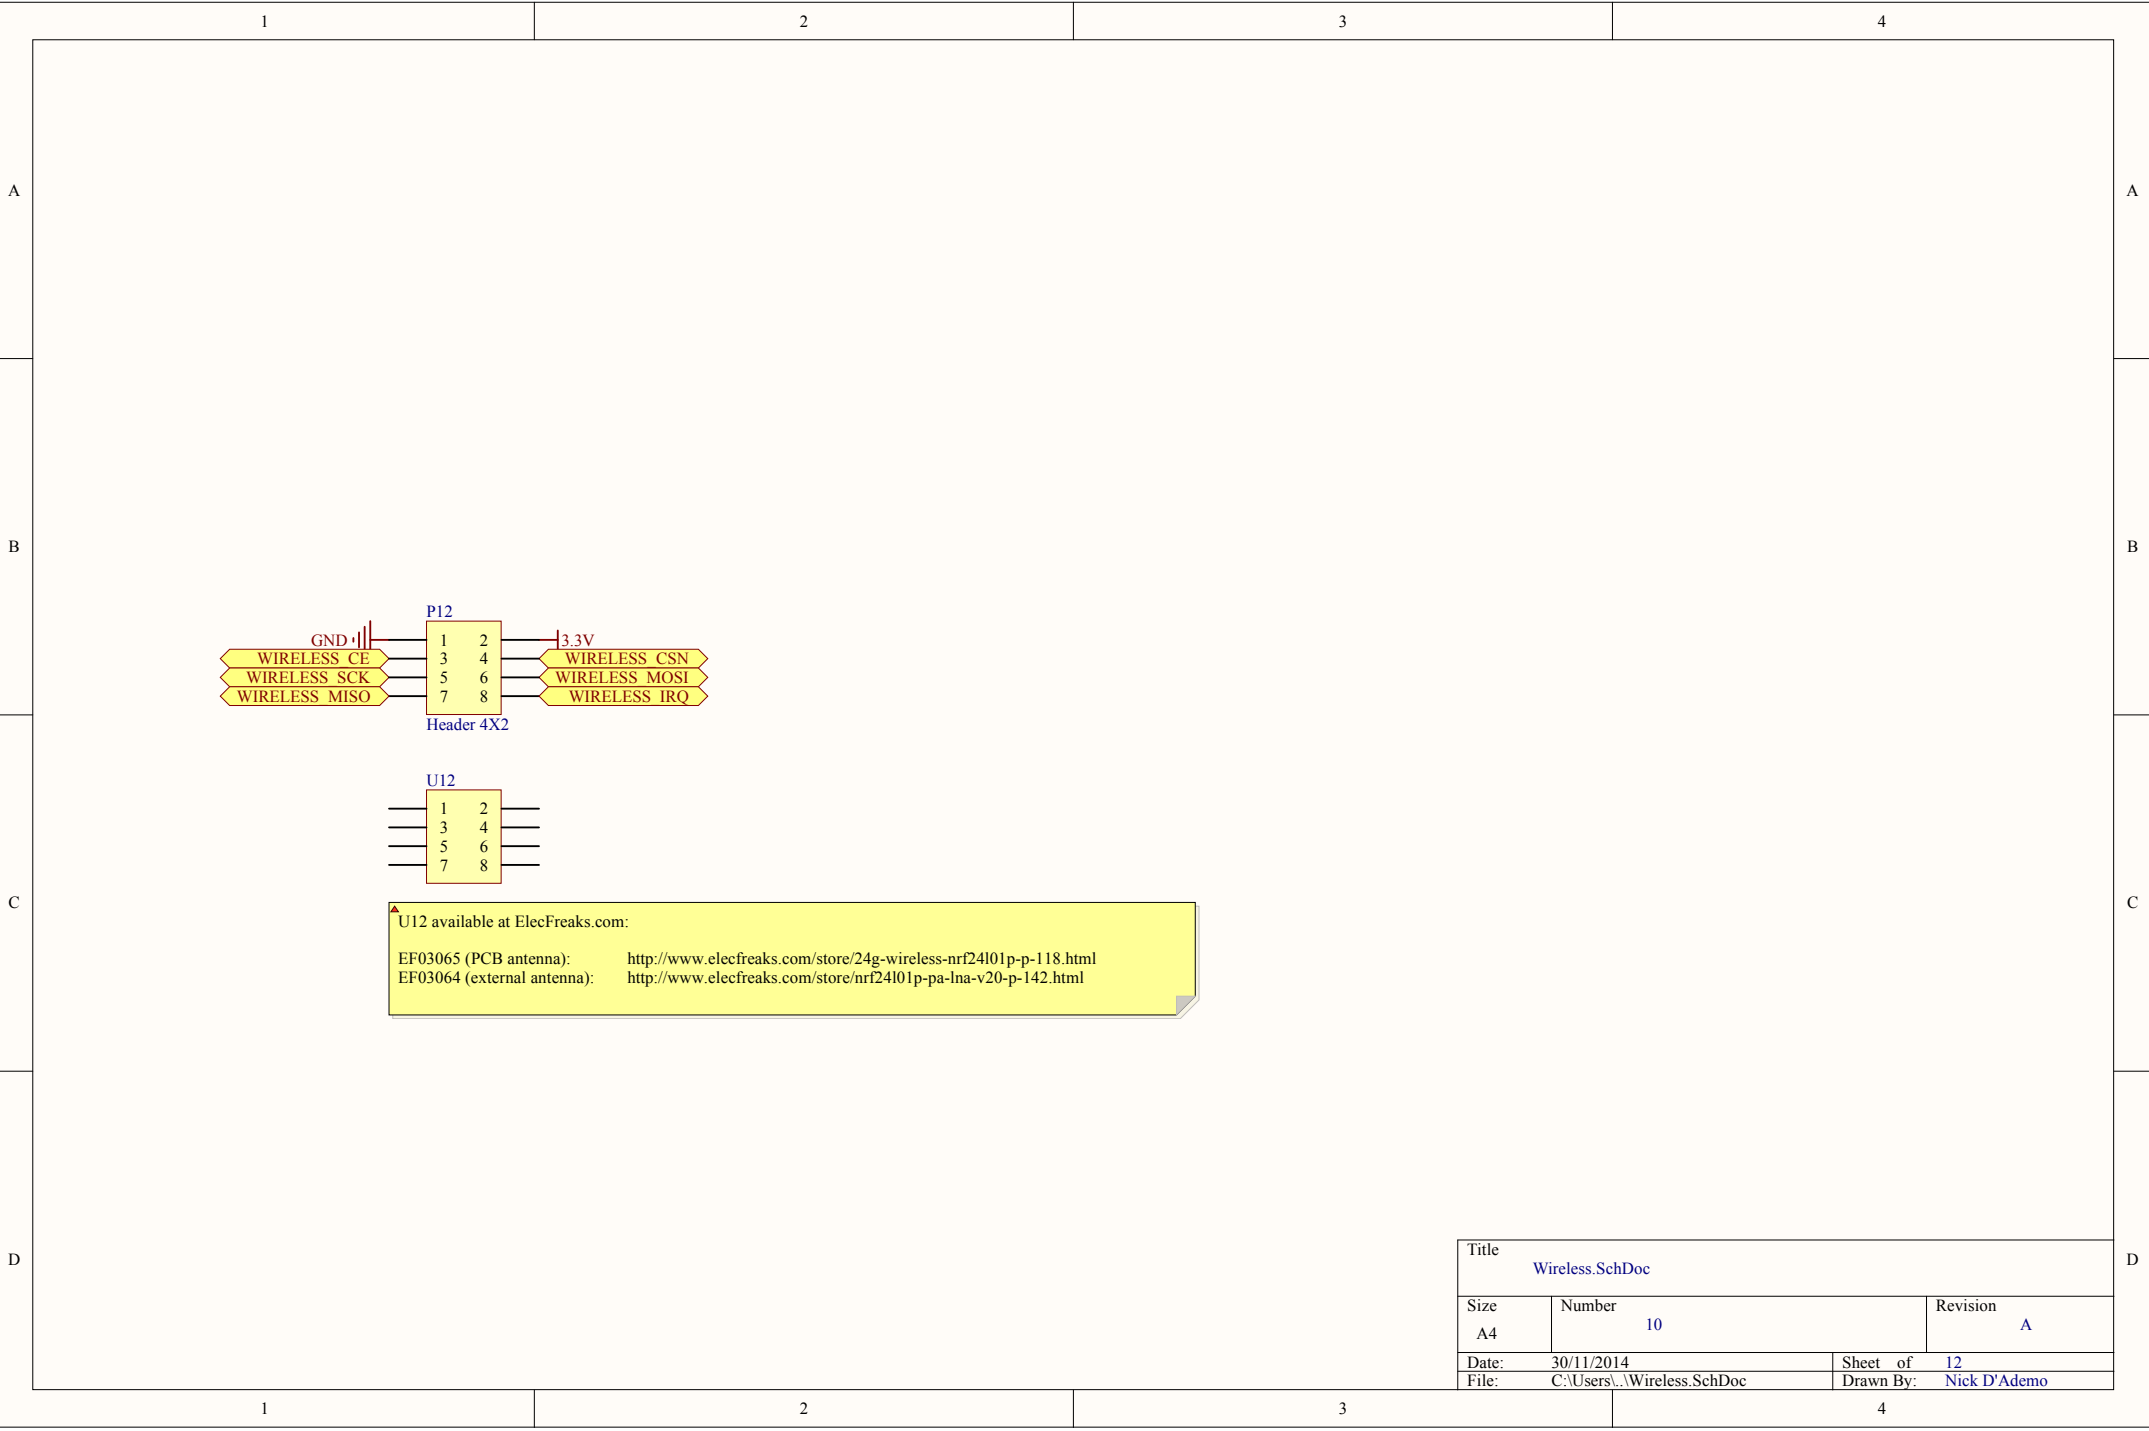 1 2 3 4
A A
B B
P12
GND 1 2 3.3V
WIRELESS_CE 3 4 WIRELESS_CSN
WIRELESS_SCK 5 6 WIRELESS_MOSI
WIRELESS_MISO 7 8 WIRELESS_IRQ
Header 4X2
U12
1 2
3 4
5 6
7 8
C C
U12 available at ElecFreaks.com:
EF03065 (PCB antenna): http://www.elecfreaks.com/store/24g-wireless-nrf24l01p-p-118.html
EF03064 (external antenna): http://www.elecfreaks.com/store/nrf24l01p-pa-lna-v20-p-142.html
D D
Title
Wireless.SchDoc
Size Number Revision
A4 10 A
Date: 30/11/2014 Sheet of 12
File: C:\Users\..\Wireless.SchDoc Drawn By: Nick D'Ademo
1 2 3 4